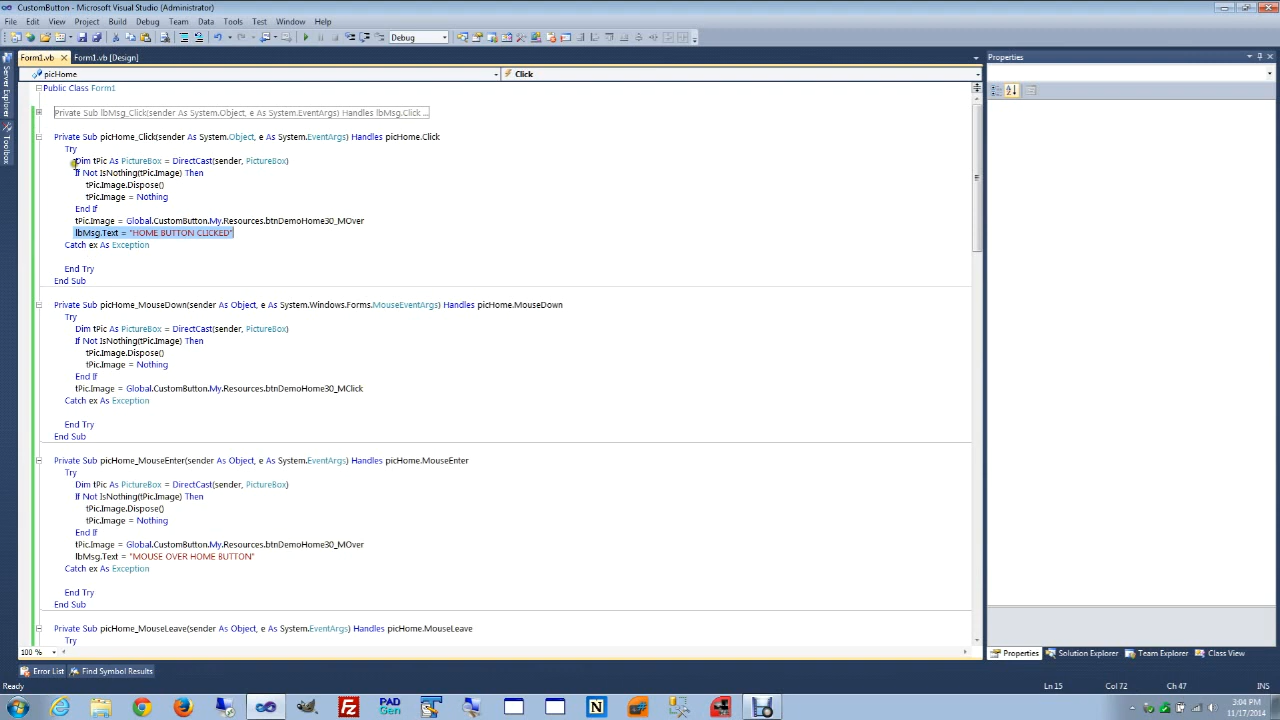 CustomButton - Microsoft Visual Studio (Administrator)
File Edit View Project Build Debug Team Data Tools Test Window Help
Debug
Form1.vb Form1.vb [Design] Properties
picHome Click
Public Class Form1
Private Sub lbMsg_Click(sender As System.Object, e As System.EventArgs) Handles lbMsg.Click ...
Private Sub picHome_Click(sender As System.Object, e As System.EventArgs) Handles picHome.Click
Try
Dim tPic As PictureBox = DirectCast(sender, PictureBox)
If Not IsNothing(tPic.Image) Then
tPic.Image.Dispose()
tPic.Image = Nothing
End If
tPic.Image = Global.CustomButton.My.Resources.btnDemoHome30_MOver
lbMsg.Text = "HOME BUTTON CLICKED"
Catch ex As Exception
End Try
End Sub
Private Sub picHome_MouseDown(sender As Object, e As System.Windows.Forms.MouseEventArgs) Handles picHome.MouseDown
Try
Dim tPic As PictureBox = DirectCast(sender, PictureBox)
If Not IsNothing(tPic.Image) Then
tPic.Image.Dispose()
tPic.Image = Nothing
End If
tPic.Image = Global.CustomButton.My.Resources.btnDemoHome30_MClick
Catch ex As Exception
End Try
End Sub
Private Sub picHome_MouseEnter(sender As Object, e As System.EventArgs) Handles picHome.MouseEnter
Try
Dim tPic As PictureBox = DirectCast(sender, PictureBox)
If Not IsNothing(tPic.Image) Then
tPic.Image.Dispose()
tPic.Image = Nothing
End If
tPic.Image = Global.CustomButton.My.Resources.btnDemoHome30_MOver
lbMsg.Text = "MOUSE OVER HOME BUTTON"
Catch ex As Exception
End Try
End Sub
Private Sub picHome_MouseLeave(sender As Object, e As System.EventArgs) Handles picHome.MouseLeave
Try
100 %
Server Explorer
Toolbox
Error List Find Symbol Results Properties Solution Explorer Team Explorer Class View
Ready Ln 15 Col 72 Ch 47 INS
FZ PAD Gen N
3:04 PM
11/17/2014